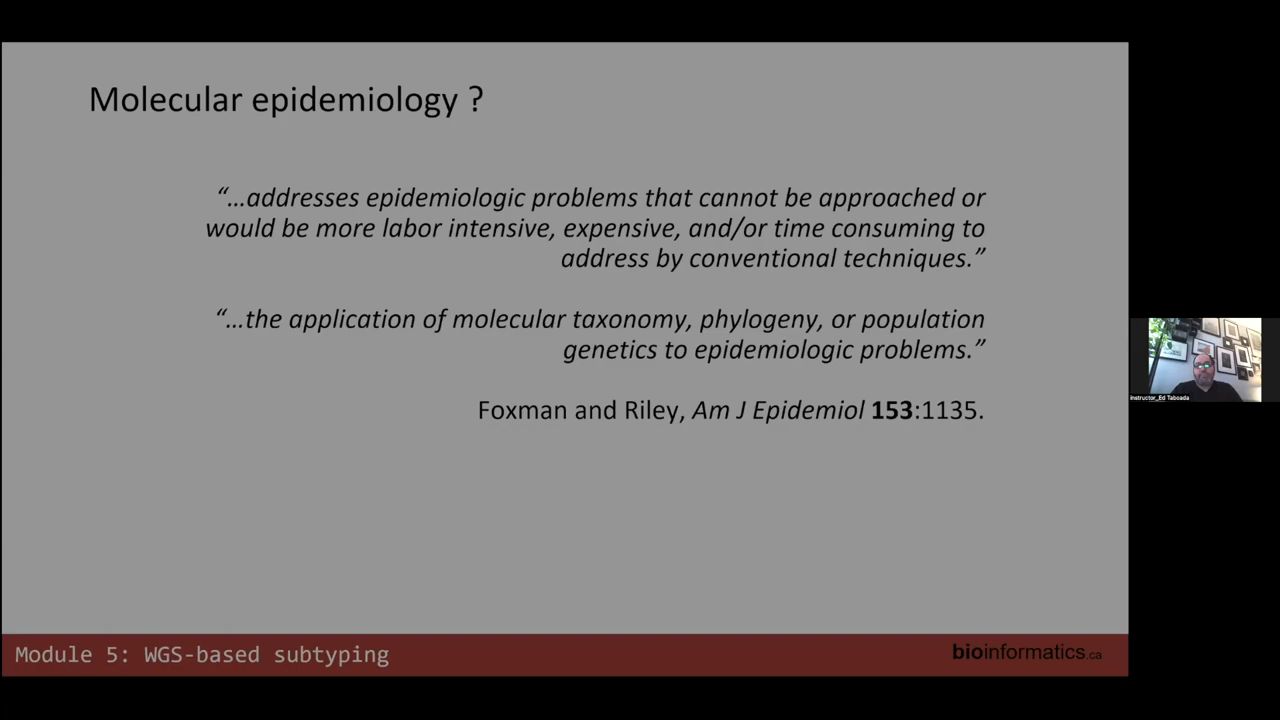 Molecular epidemiology ?
“…addresses epidemiologic problems that cannot be approached or
would be more labor intensive, expensive, and/or time consuming to
address by conventional techniques.”
“…the application of molecular taxonomy, phylogeny, or population
genetics to epidemiologic problems.”
Foxman and Riley, Am J Epidemiol 153:1135.
instructor_Ed Taboada
Module 5: WGS-based subtyping
bioinformatics.ca